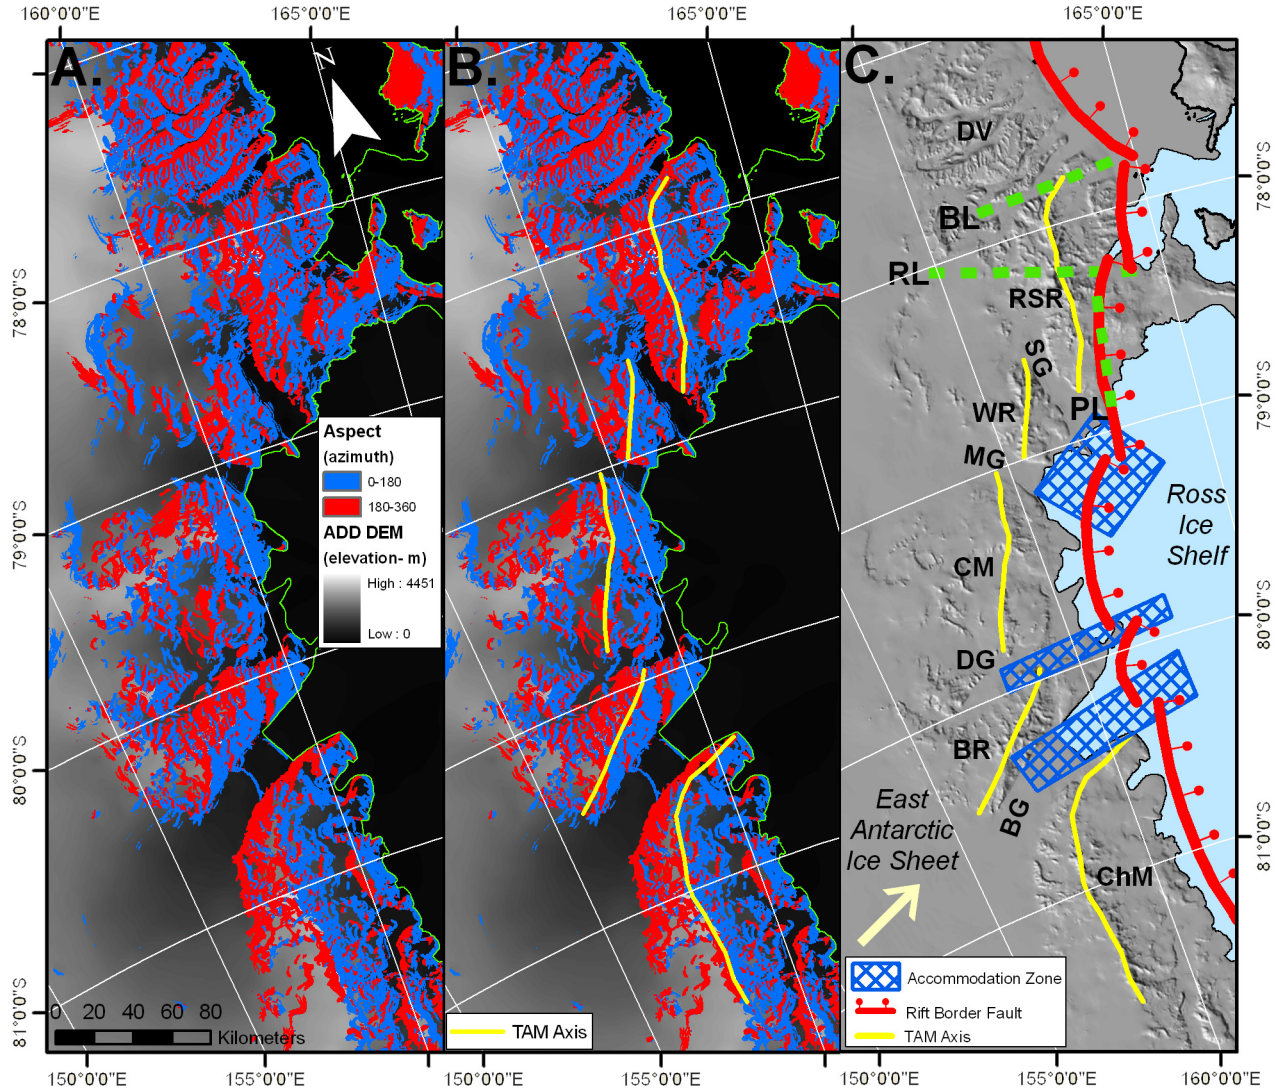 160°0'0"E
165°0'0"E
165°0'0"E
165°0'0"E
A.
B.
C.
N
DV
BL
RL
RSR
SG
WR
PL
MG
CM
DG
BR
BG
ChM
Ross
Ice
Shelf
East
Antarctic
Ice Sheet
78°0'0"S
79°0'0"S
80°0'0"S
81°0'0"S
78°0'0"S
79°0'0"S
80°0'0"S
81°0'0"S
Aspect
(azimuth)
0-180
180-360
ADD DEM
(elevation- m)
High : 4451
Low : 0
0 20 40 60 80
Kilometers
TAM Axis
Accommodation Zone
Rift Border Fault
TAM Axis
150°0'0"E
155°0'0"E
150°0'0"E
155°0'0"E
150°0'0"E
155°0'0"E
160°0'0"E